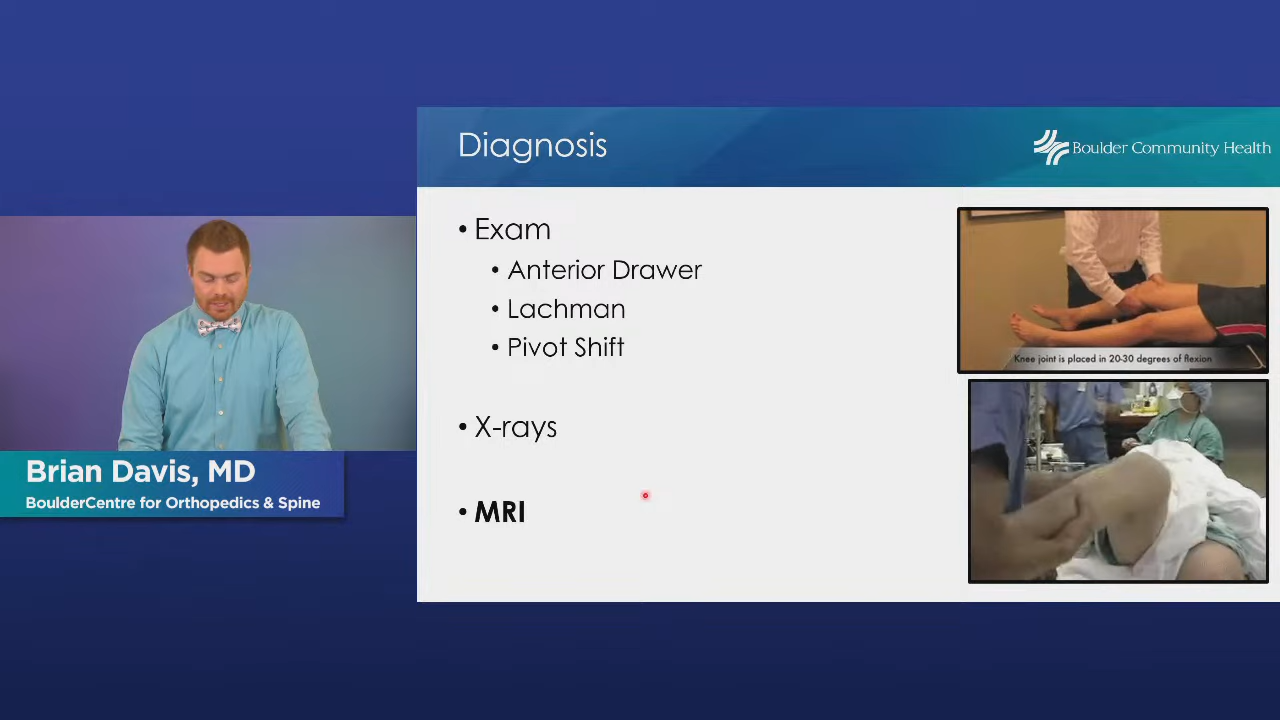 Diagnosis
Boulder Community Health
• Exam
• Anterior Drawer
• Lachman
• Pivot Shift
• X-rays
• MRI
Knee joint is placed in 20-30 degrees of flexion
Brian Davis, MD
BoulderCentre for Orthopedics & Spine